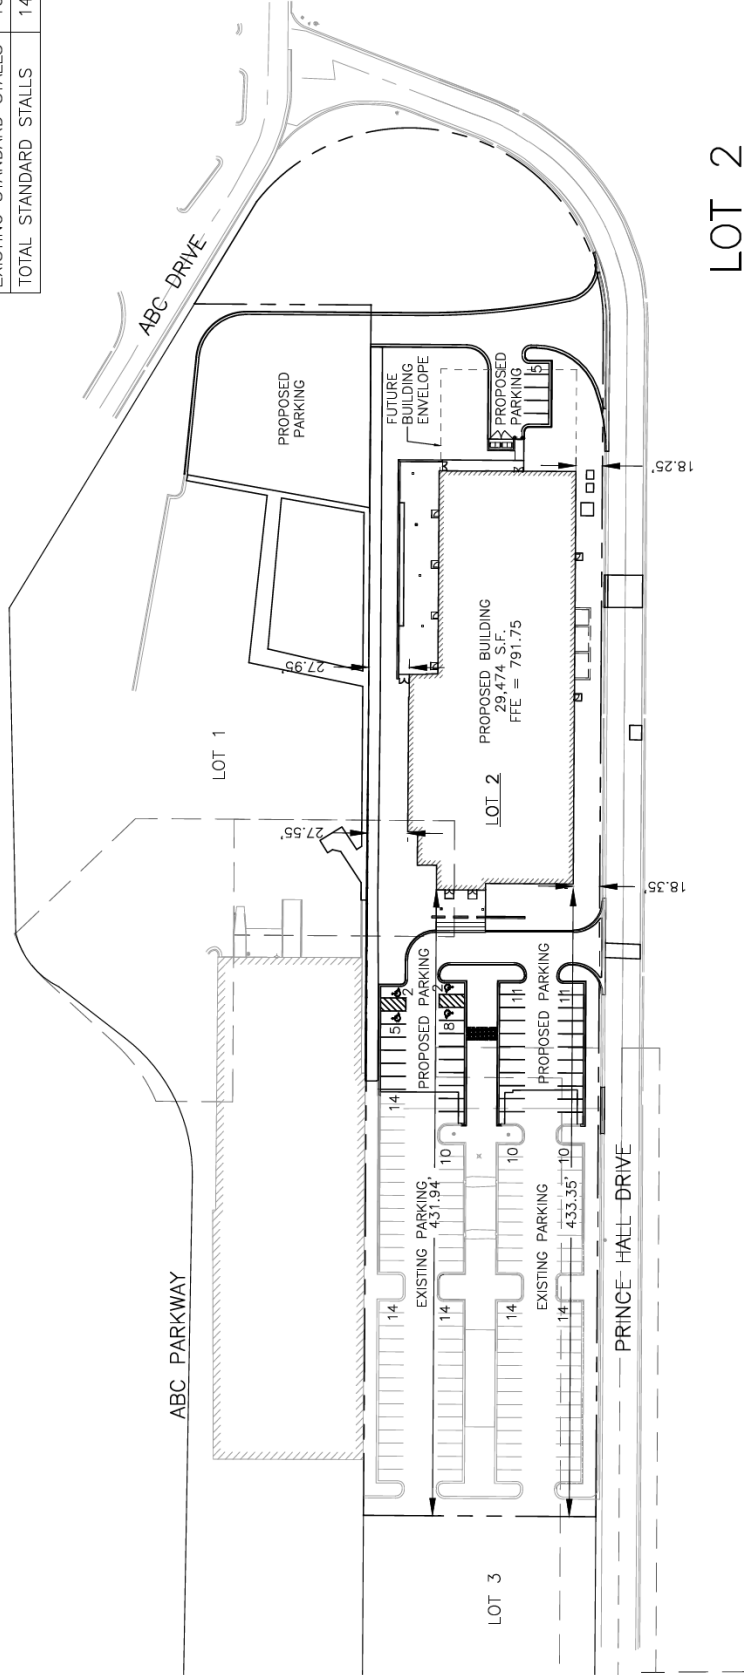 TOTAL STANDARD STALLS
LOT 2
ABC DRIVE
PROPOSED
PARKING
FUTURE
BUILDING
ENVELOPE
PROPOSED
PARKING
5
18.25'
27.95'
PROPOSED BUILDING
29,474 S.F.
FFE = 791.75
LOT 2
LOT 1
27.55'
18.35'
2
5
PROPOSED PARKING
2
8
11
PROPOSED PARKING
11
14
10
10
10
EXISTING PARKING
431.94'
EXISTING PARKING
433.35'
14
14
14
14
ABC PARKWAY
PRINCE HALL DRIVE
LOT 3